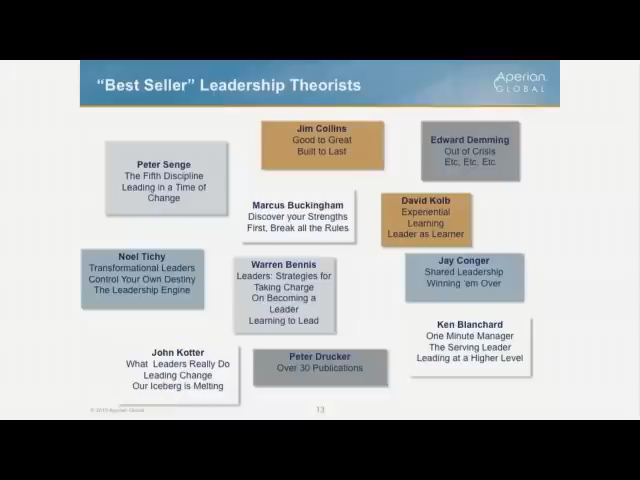 “Best Seller” Leadership Theorists
Aperian
GLOBAL
Jim Collins
Good to Great
Built to Last
Edward Demming
Out of Crisis
Etc, Etc, Etc
Peter Senge
The Fifth Discipline
Leading in a Time of
Change
Marcus Buckingham
Discover your Strengths
First, Break all the Rules
David Kolb
Experiential
Learning
Leader as Learner
Noel Tichy
Transformational Leaders
Control Your Own Destiny
The Leadership Engine
Warren Bennis
Leaders: Strategies for
Taking Charge
On Becoming a
Leader
Learning to Lead
Jay Conger
Shared Leadership
Winning ’em Over
Ken Blanchard
One Minute Manager
The Serving Leader
Leading at a Higher Level
John Kotter
What Leaders Really Do
Leading Change
Our Iceberg is Melting
Peter Drucker
Over 30 Publications
© Aperian Global
13